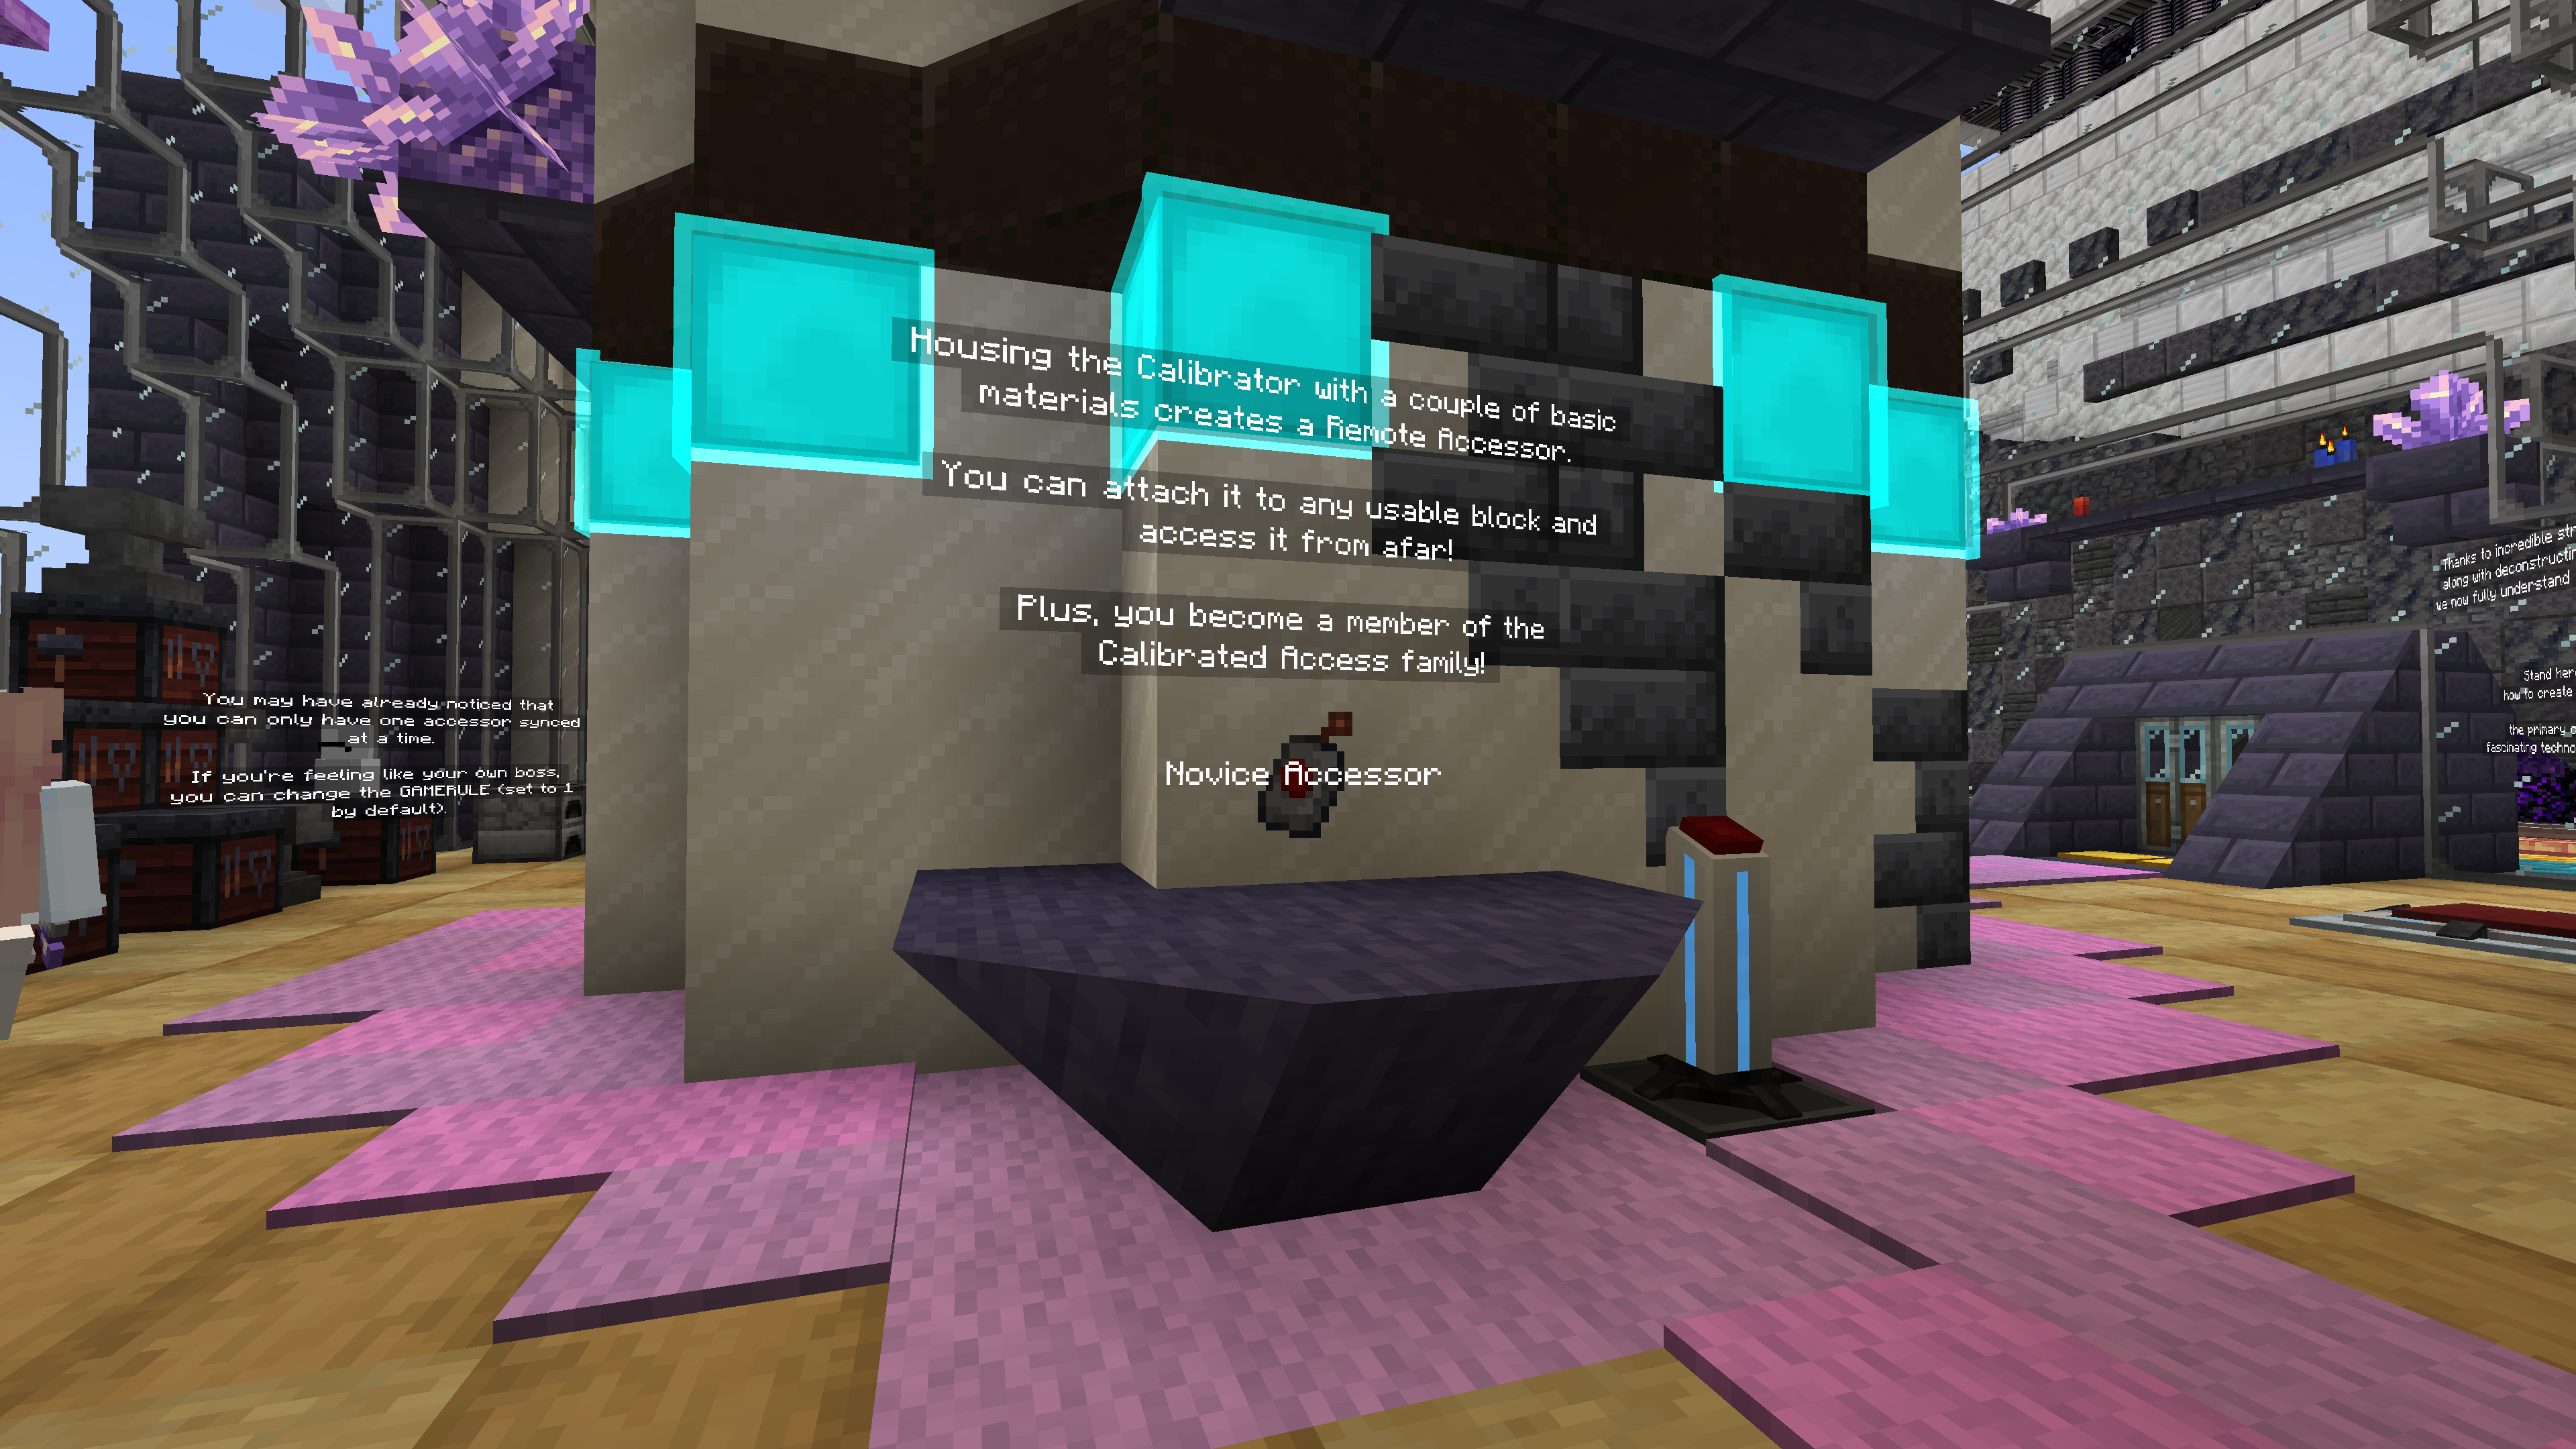 Housing the Calibrator with a couple of basic
materials creates a Remote Accessor.
You can attach it to any usable block and
access it from afar!
Plus, you become a member of the
Calibrated Access family!
Novice Accessor
You may have already noticed that
you can only have one accessor synced
at a time.
If you're feeling like your own boss,
you can change the GAMERULE (set to 1
by default).
Thanks to incredible
along with
we now fully understand
Stand
how to create
the primary